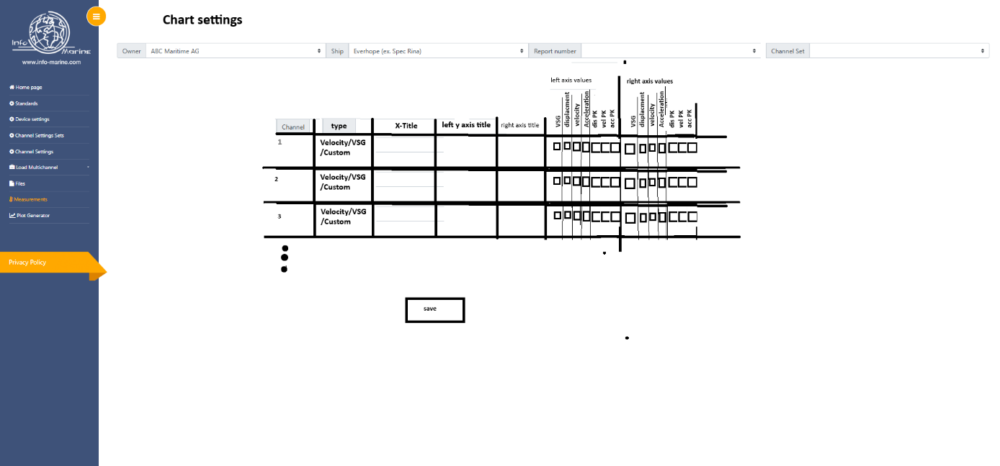 Info
Marine
www.info-marine.com
Home page
Standards
Device settings
Channel Settings Sets
Channel Settings
Load Multichannel
Files
Measurements
Plot Generator
Privacy Policy
Chart settings
Owner ABC Maritime AG Ship Everhope (ex. Spec Rina) Report number Channel Set
left axis values right axis values
VSG displacment velocity Acceleration dis PK vel PK acc PK VSG displacment velocity Acceleration dis PK vel PK acc PK
Channel type X-Title left y axis title right axis title
1 Velocity/VSG
/Custom
2 Velocity/VSG
/Custom
3 Velocity/VSG
/Custom
save